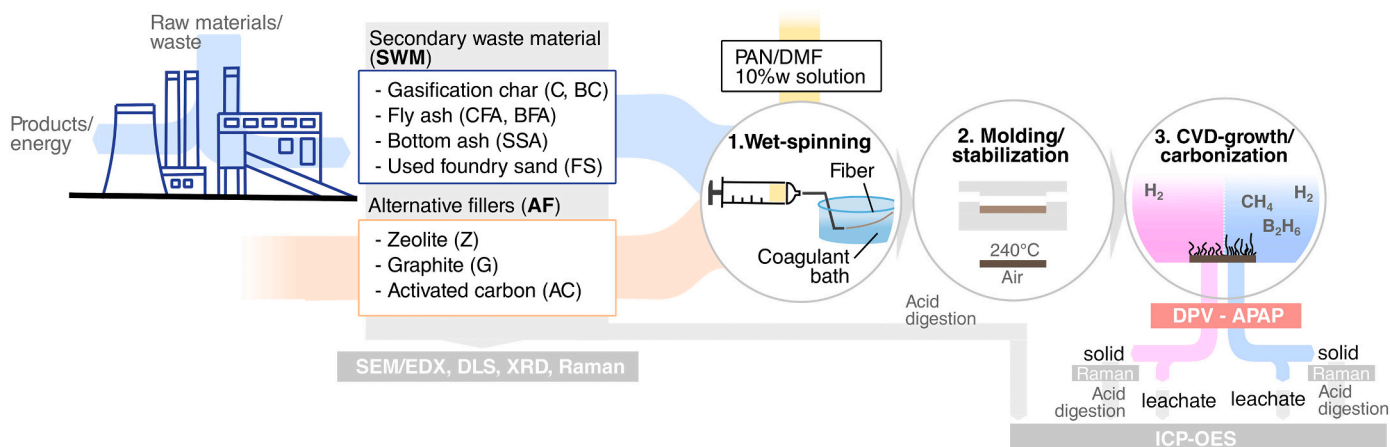 Raw materials/
waste
Products/
energy
Secondary waste material
(SWM)
- Gasification char (C, BC)
- Fly ash (CFA, BFA)
- Bottom ash (SSA)
- Used foundry sand (FS)
Alternative fillers (AF)
- Zeolite (Z)
- Graphite (G)
- Activated carbon (AC)
SEM/EDX, DLS, XRD, Raman
PAN/DMF
10%w solution
1.Wet-spinning
Fiber
Coagulant
bath
2. Molding/
stabilization
240°C
Air
3. CVD-growth/
carbonization
H₂
CH₄
H₂
B₂H₆
DPV - APAP
Acid
digestion
solid
Raman
Acid
digestion
leachate
leachate
solid
Raman
Acid
digestion
ICP-OES